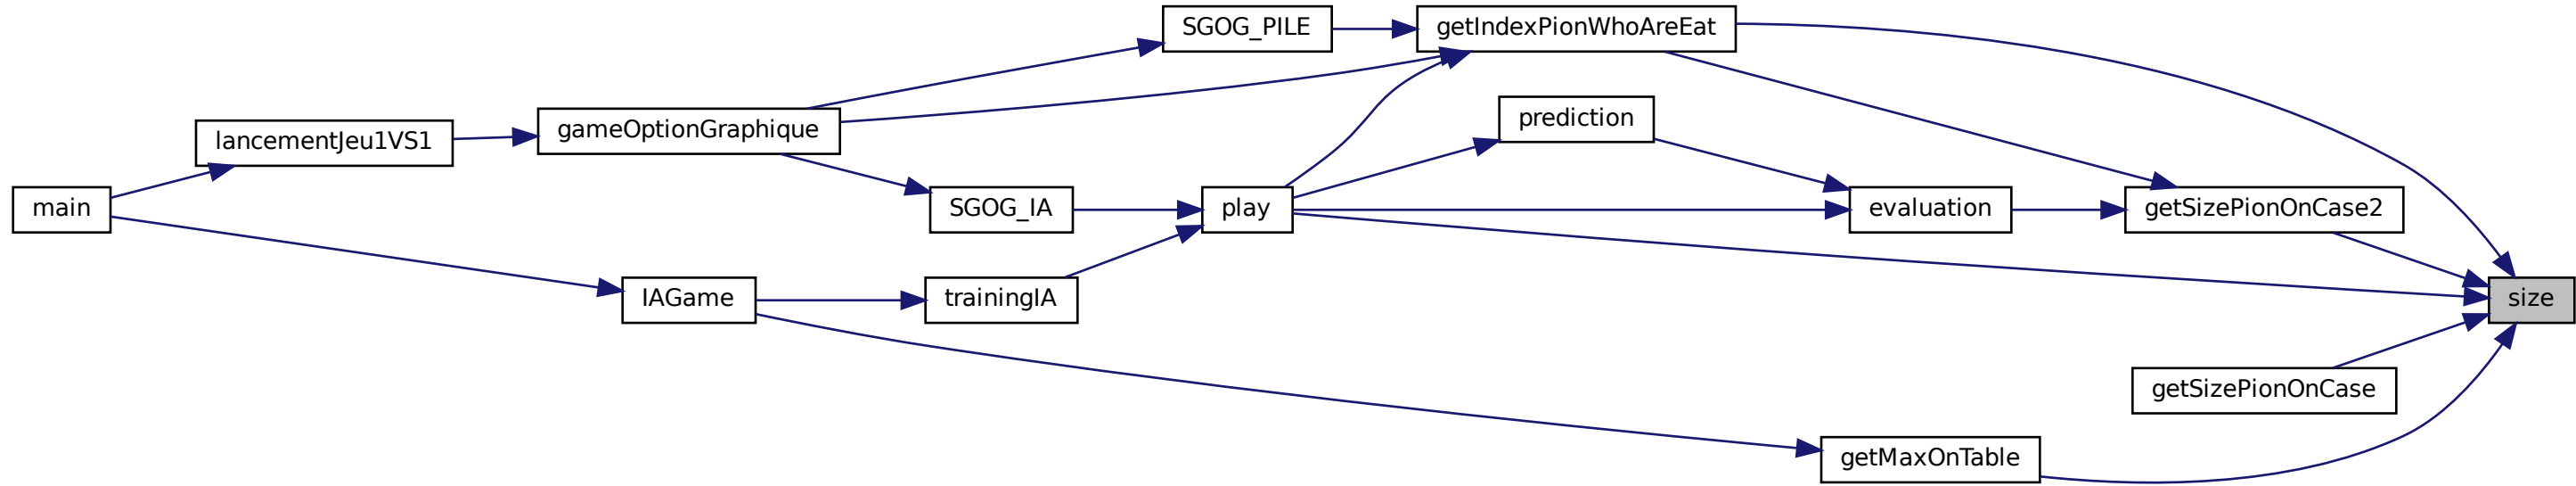 SGOG_PILE
getIndexPionWhoAreEat
prediction
gameOptionGraphique
lancementJeu1VS1
main
SGOG_IA
play
evaluation
getSizePionOnCase2
IAGame
trainingIA
size
getSizePionOnCase
getMaxOnTable